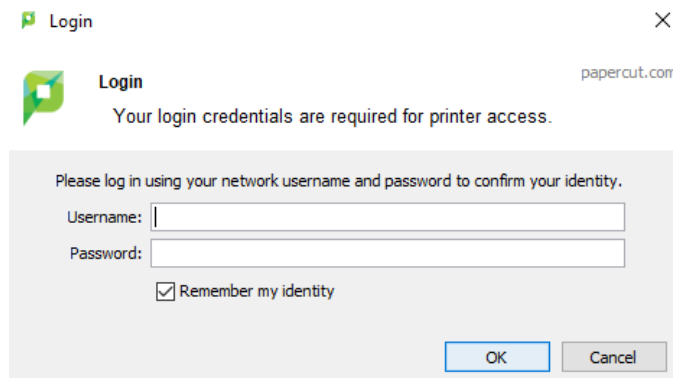 Login
Login
papercut.com
Your login credentials are required for printer access.
Please log in using your network username and password to confirm your identity.
Username:
Password:
Remember my identity
OK Cancel